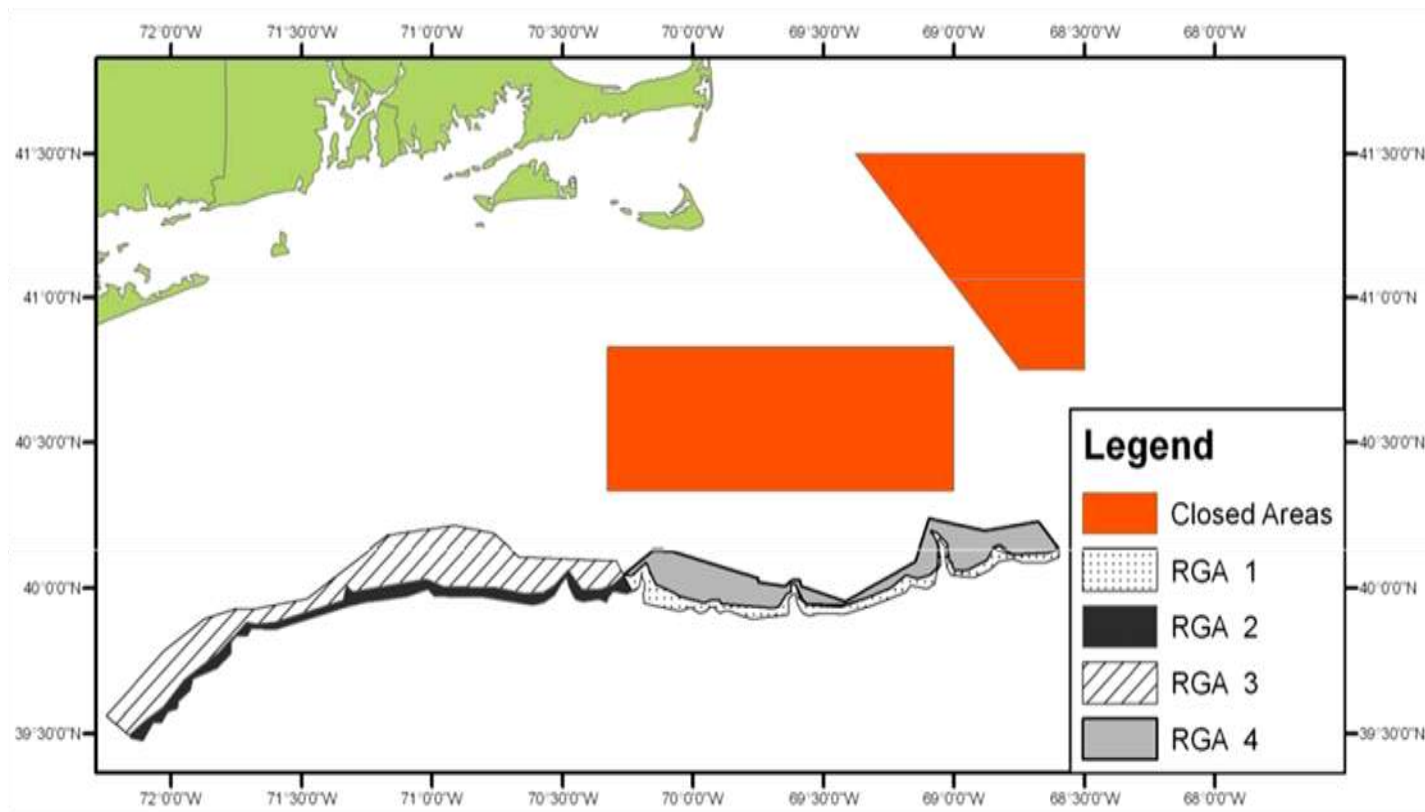 72°0'0"W 71°30'0"W 71°0'0"W 70°30'0"W 70°0'0"W 69°30'0"W 69°0'0"W 68°30'0"W 68°0'0"W
41°30'0"N 41°30'0"N
41°0'0"N 41°0'0"N
40°30'0"N 40°30'0"N
Legend
Closed Areas
RGA 1
40°0'0"N 40°0'0"N
RGA 2
RGA 3
39°30'0"N 39°30'0"N
RGA 4
72°0'0"W 71°30'0"W 71°0'0"W 70°30'0"W 70°0'0"W 69°30'0"W 69°0'0"W 68°30'0"W 68°0'0"W